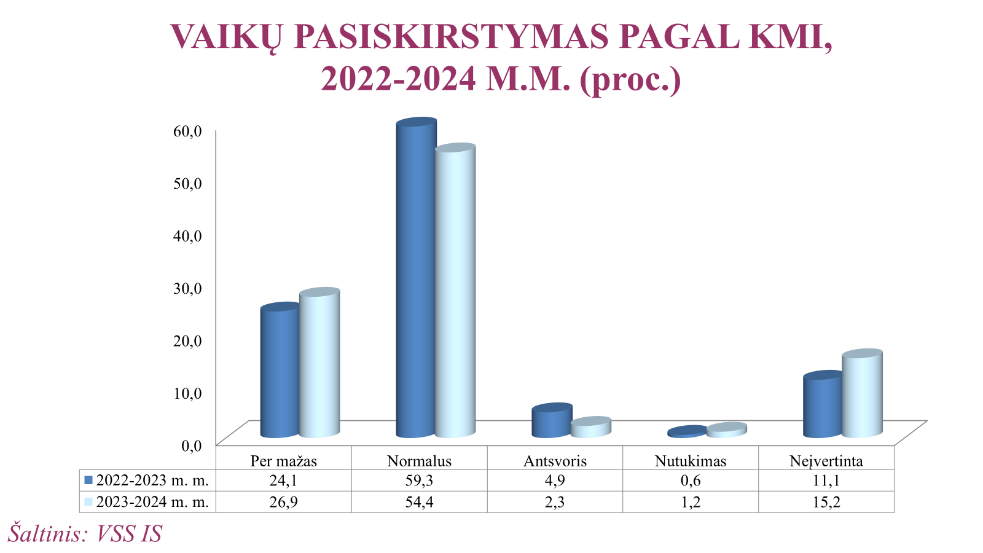 VAIKŲ PASISKIRSTYMAS PAGAL KMI,
2022-2024 M.M. (proc.)
60,0
50,0
40,0
30,0
20,0
10,0
0,0
Per mažas Normalus Antsvoris Nutukimas Neįvertinta
2022-2023 m. m. 24,1 59,3 4,9 0,6 11,1
2023-2024 m. m. 26,9 54,4 2,3 1,2 15,2
Šaltinis: VSS IS